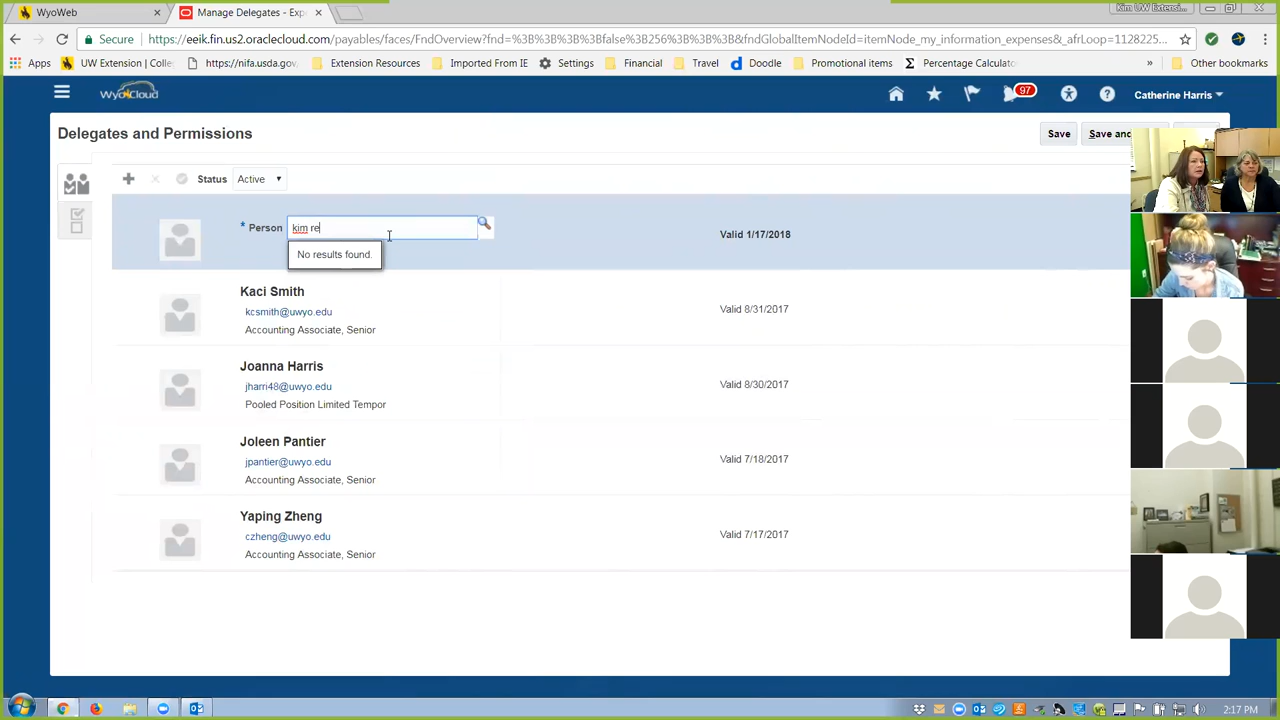 WyoWeb
Manage Delegates - Exp
Kim UW Extensi...
Secure
https://eeik.fin.us2.oraclecloud.com/payables/faces/FndOverview?fnd=%3B%3B%3B%3Bfalse%3B256%3B%3B%3B&fndGlobalItemNodeId=itemNode_my_information_expenses&_afrLoop=1128225...
Apps
UW Extension | Colle
https://nifa.usda.gov
Extension Resources
Imported From IE
Settings
Financial
Travel
Doodle
Promotional items
Percentage Calculato
»
Other bookmarks
WyoCloud
97
Catherine Harris
Delegates and Permissions
Save
Save and
Status
Active
* Person
kim re
Valid 1/17/2018
No results found.
Kaci Smith
kcsmith@uwyo.edu
Accounting Associate, Senior
Valid 8/31/2017
Joanna Harris
jharri48@uwyo.edu
Pooled Position Limited Tempor
Valid 8/30/2017
Joleen Pantier
jpantier@uwyo.edu
Accounting Associate, Senior
Valid 7/18/2017
Yaping Zheng
czheng@uwyo.edu
Accounting Associate, Senior
Valid 7/17/2017
2:17 PM